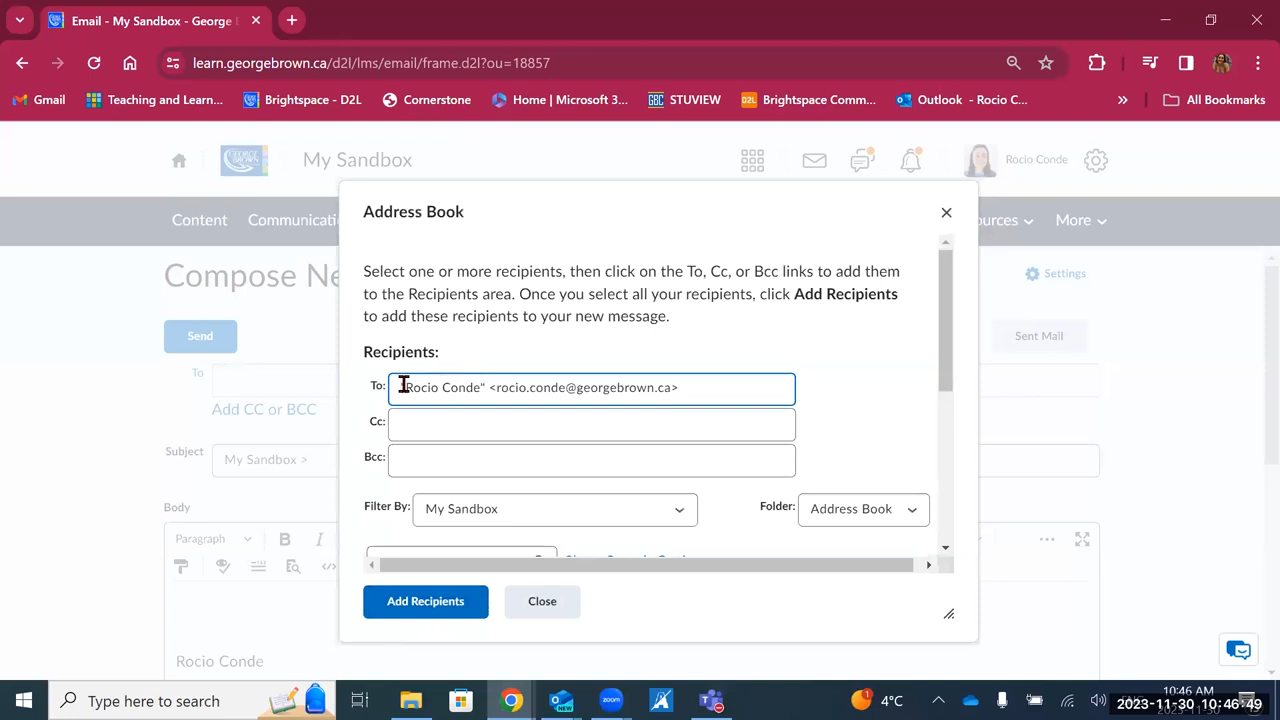 Email - My Sandbox - George
learn.georgebrown.ca/d2l/lms/email/frame.d2l?ou=18857
Gmail
Teaching and Learn...
Brightspace - D2L
Cornerstone
Home | Microsoft 3...
GBC STUVIEW
D2L Brightspace Comm...
Outlook - Rocio C...
»
All Bookmarks
My Sandbox
Rocio Conde
Content
Communicati
ources
More
Compose Ne
Settings
Send
Sent Mail
To
Add CC or BCC
Subject
My Sandbox >
Body
Paragraph
B
I
Rocio Conde
Address Book
Select one or more recipients, then click on the To, Cc, or Bcc links to add them
to the Recipients area. Once you select all your recipients, click Add Recipients
to add these recipients to your new message.
Recipients:
To:
Rocio Conde" <rocio.conde@georgebrown.ca>
Cc:
Bcc:
Filter By:
My Sandbox
Folder:
Address Book
Add Recipients
Close
Type here to search
NEW
1
4°C
10:46 AM
2023-11-30 10:46:49